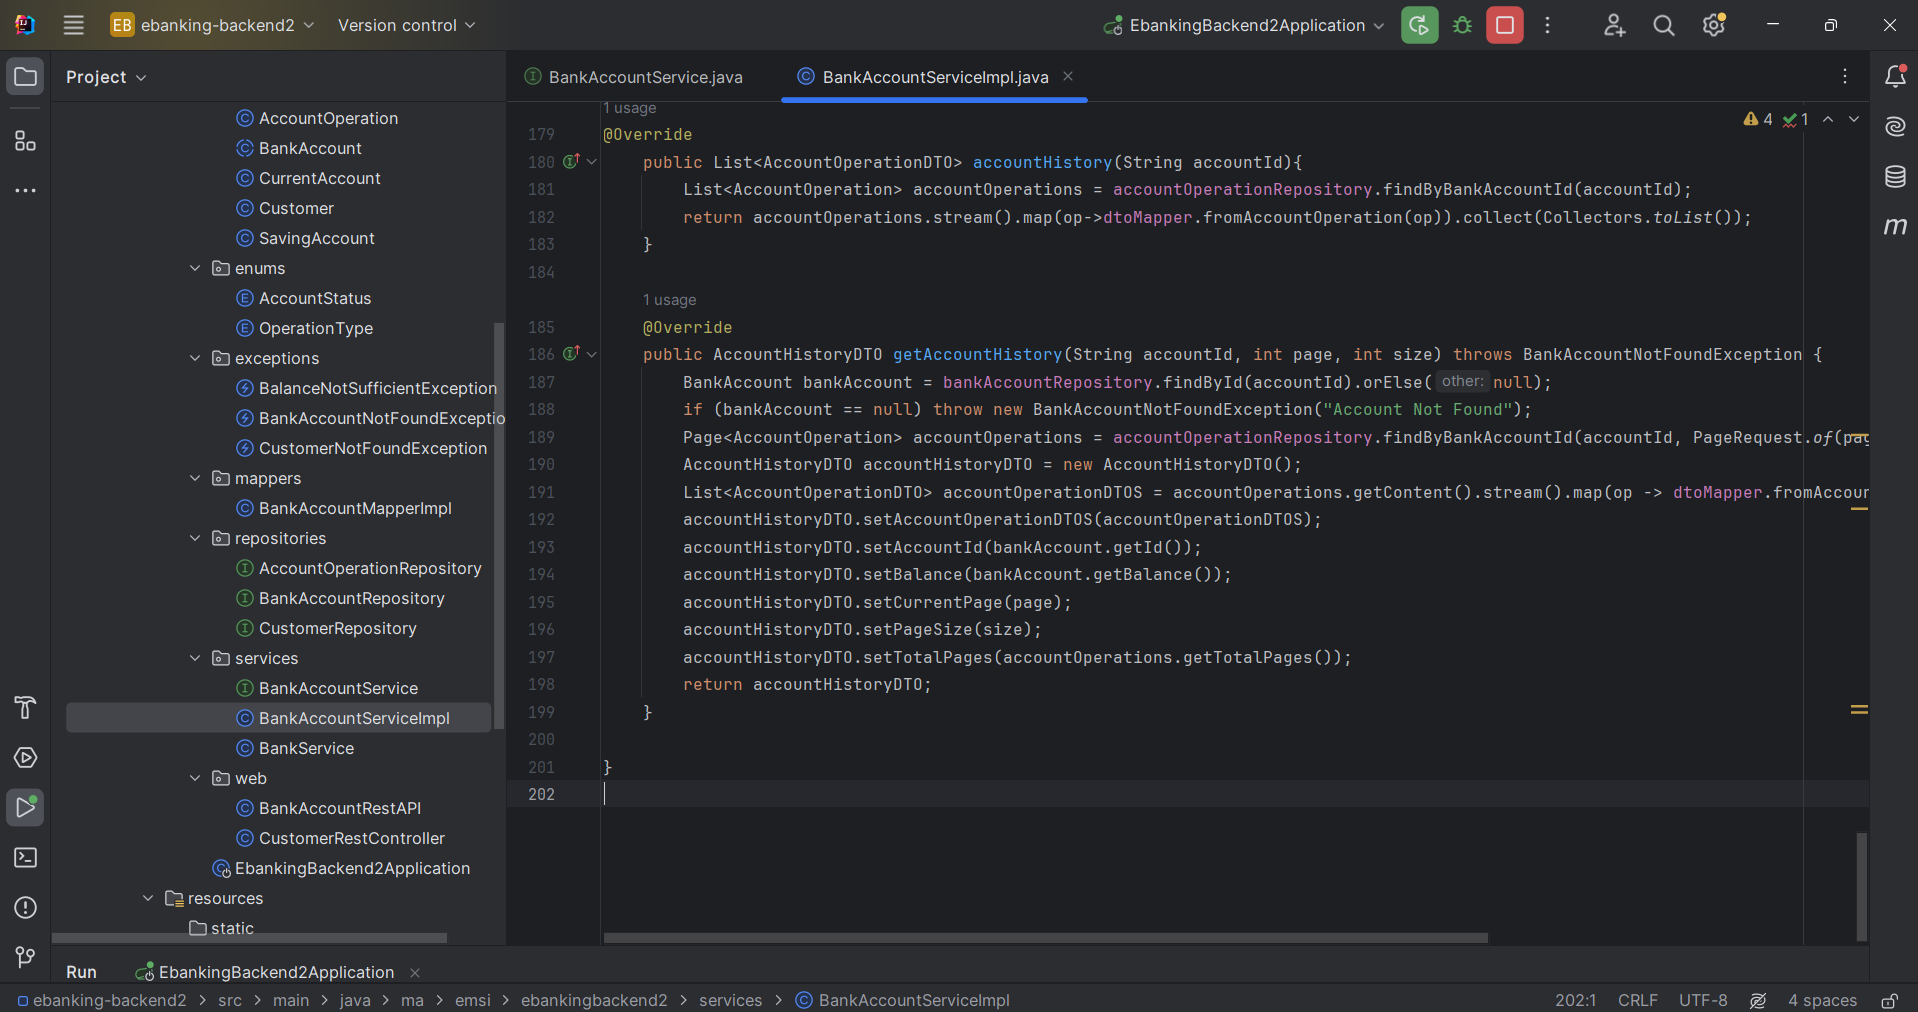 EB ebanking-backend2 Version control EbankingBackend2Application
Project
BankAccountService.java BankAccountServiceImpl.java
AccountOperation
BankAccount
CurrentAccount
Customer
SavingAccount
enums
AccountStatus
OperationType
exceptions
BalanceNotSufficientException
BankAccountNotFoundExceptio
CustomerNotFoundException
mappers
BankAccountMapperImpl
repositories
AccountOperationRepository
BankAccountRepository
CustomerRepository
services
BankAccountService
BankAccountServiceImpl
BankService
web
BankAccountRestAPI
CustomerRestController
EbankingBackend2Application
resources
static
4 1
1 usage
179 @Override
180 public List<AccountOperationDTO> accountHistory(String accountId){
181 List<AccountOperation> accountOperations = accountOperationRepository.findByBankAccountId(accountId);
182 return accountOperations.stream().map(op->dtoMapper.fromAccountOperation(op)).collect(Collectors.toList());
183 }
184
1 usage
185 @Override
186 public AccountHistoryDTO getAccountHistory(String accountId, int page, int size) throws BankAccountNotFoundException {
187 BankAccount bankAccount = bankAccountRepository.findById(accountId).orElse( other: null);
188 if (bankAccount == null) throw new BankAccountNotFoundException("Account Not Found");
189 Page<AccountOperation> accountOperations = accountOperationRepository.findByBankAccountId(accountId, PageRequest.of(pag
190 AccountHistoryDTO accountHistoryDTO = new AccountHistoryDTO();
191 List<AccountOperationDTO> accountOperationDTOS = accountOperations.getContent().stream().map(op -> dtoMapper.fromAccoun
192 accountHistoryDTO.setAccountOperationDTOS(accountOperationDTOS);
193 accountHistoryDTO.setAccountId(bankAccount.getId());
194 accountHistoryDTO.setBalance(bankAccount.getBalance());
195 accountHistoryDTO.setCurrentPage(page);
196 accountHistoryDTO.setPageSize(size);
197 accountHistoryDTO.setTotalPages(accountOperations.getTotalPages());
198 return accountHistoryDTO;
199 }
200
201 }
202
Run EbankingBackend2Application
ebanking-backend2 > src > main > java > ma > emsi > ebankingbackend2 > services > BankAccountServiceImpl 202:1 CRLF UTF-8 4 spaces